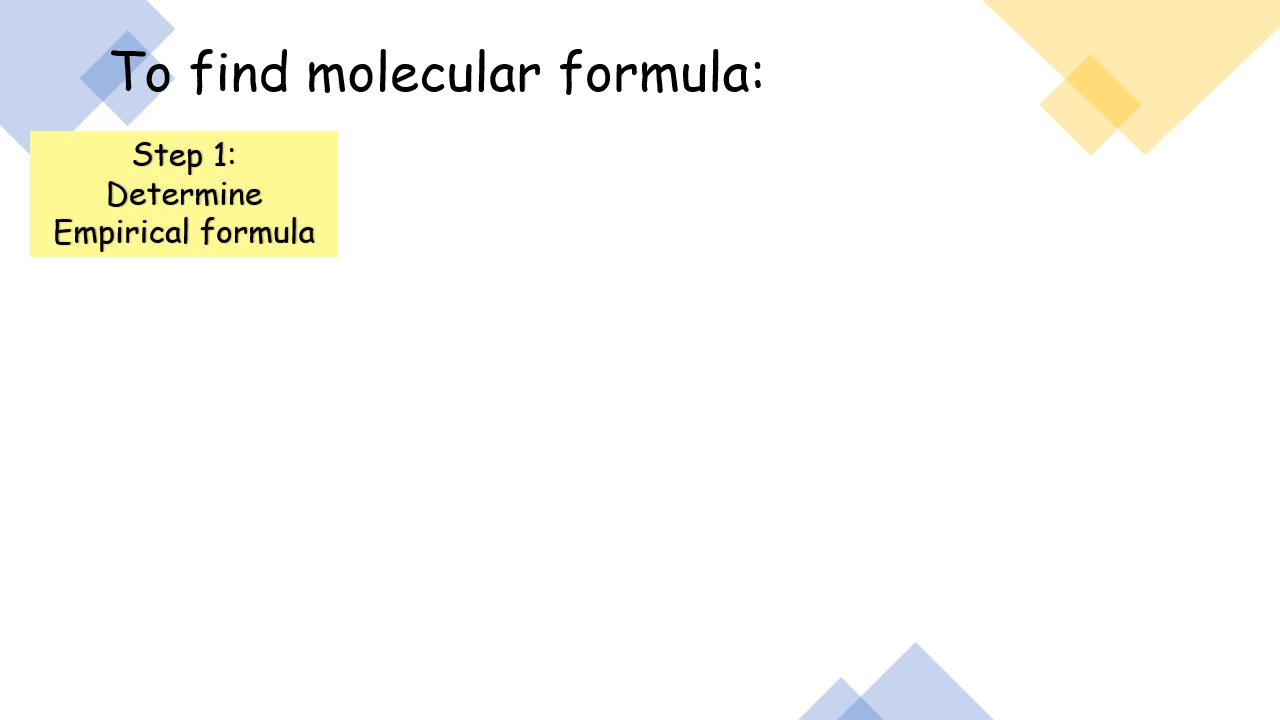 To find molecular formula:
Step 1:
Determine
Empirical formula